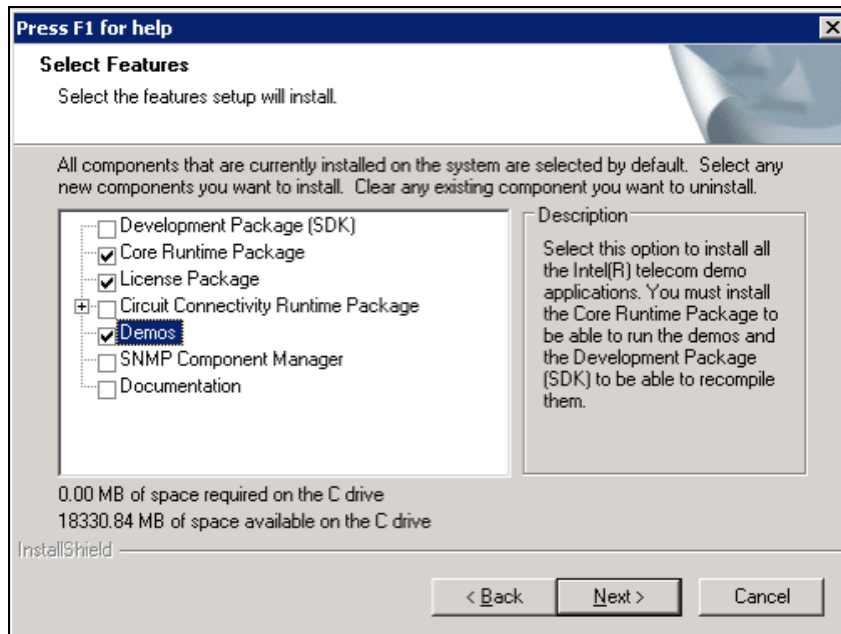 Press F1 for help
Select Features
Select the features setup will install.
All components that are currently installed on the system are selected by default. Select any
new components you want to install. Clear any existing component you want to uninstall.
Development Package (SDK)
Core Runtime Package
License Package
Circuit Connectivity Runtime Package
Demos
SNMP Component Manager
Documentation
Description
Select this option to install all
the Intel(R) telecom demo
applications. You must install
the Core Runtime Package to
be able to run the demos and
the Development Package
(SDK) to be able to recompile
them.
0.00 MB of space required on the C drive
18330.84 MB of space available on the C drive
InstallShield
< Back
Next >
Cancel